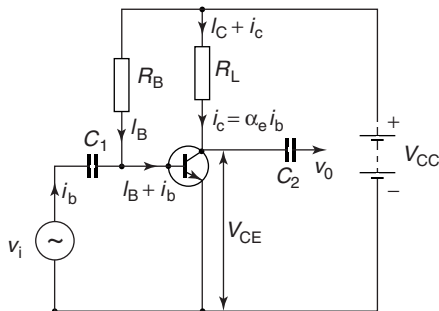 I_C + i_c
R_B
R_L
I_B
i_c = α_e i_b
C_1
C_2
v_0
+
−
V_CC
i_b
I_B + i_b
V_CE
v_i
~